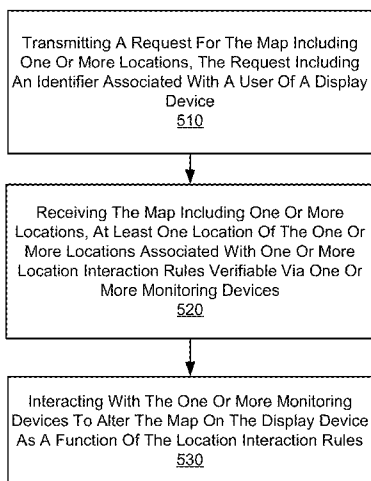 Transmitting A Request For The Map Including
One Or More Locations, The Request Including
An Identifier Associated With A User Of A Display
Device
510
Receiving The Map Including One Or More
Locations, At Least One Location Of The One Or
More Locations Associated With One Or More
Location Interaction Rules Verifiable Via One Or
More Monitoring Devices
520
Interacting With The One Or More Monitoring
Devices To Alter The Map On The Display Device
As A Function Of The Location Interaction Rules
530